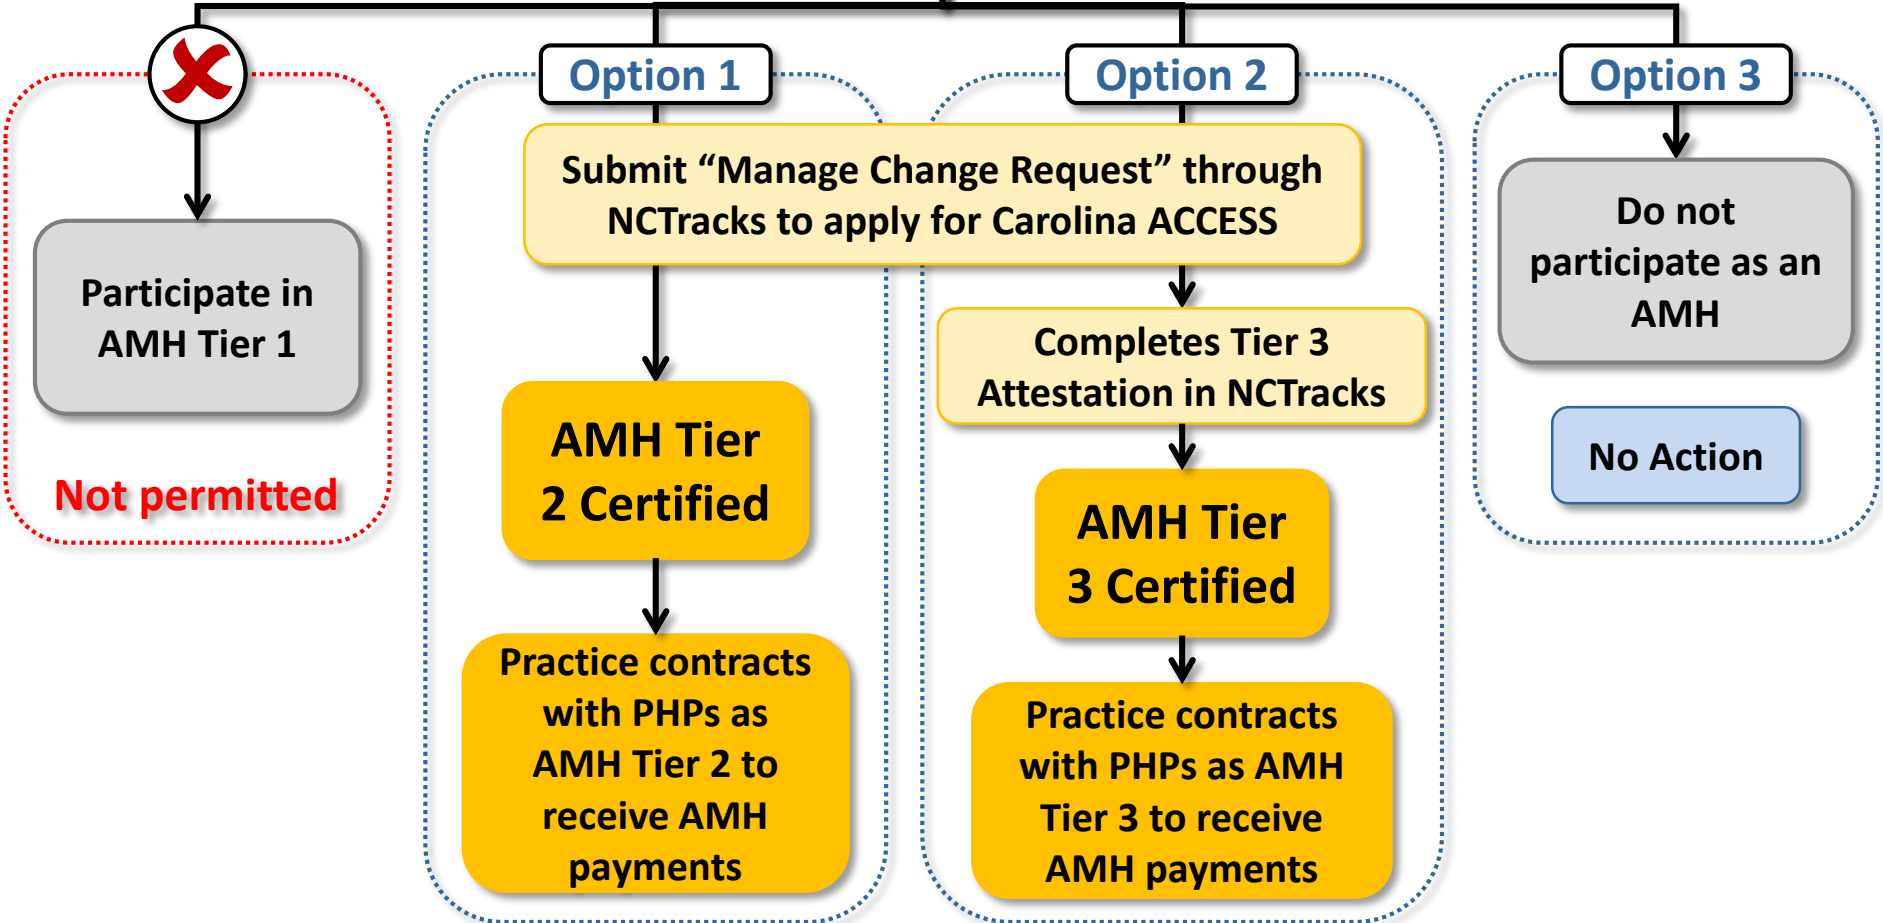 Option 1
Option 2
Option 3
Submit “Manage Change Request” through
NCTracks to apply for Carolina ACCESS
Participate in
AMH Tier 1
Not permitted
AMH Tier
2 Certified
Practice contracts
with PHPs as
AMH Tier 2 to
receive AMH
payments
Completes Tier 3
Attestation in NCTracks
AMH Tier
3 Certified
Practice contracts
with PHPs as AMH
Tier 3 to receive
AMH payments
Do not
participate as an
AMH
No Action